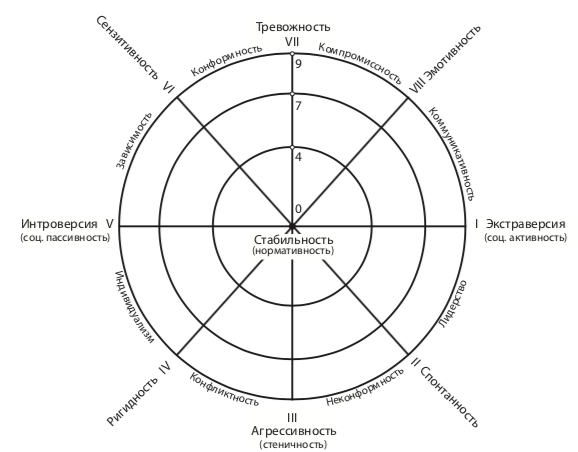 Тревожность
VII
9
7
4
0
Конформность
Компромиссность
Сензитивность VI
VIII Эмотивность
Зависимость
Коммуникативность
Интроверсия V
(соц. пассивность)
I Экстраверсия
(соц. активность)
Стабильность
(нормативность)
Индивидуализм
Лидерство
Ригидность IV
II Спонтанность
Конфликтность
Неконформность
III
Агрессивность
(стеничность)